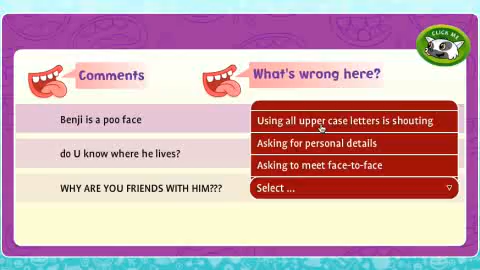 CLICK ME
Comments
What's wrong here?
Benji is a poo face
Using all upper case letters is shouting
Asking for personal details
do U know where he lives?
Asking to meet face-to-face
WHY ARE YOU FRIENDS WITH HIM???
Select ...